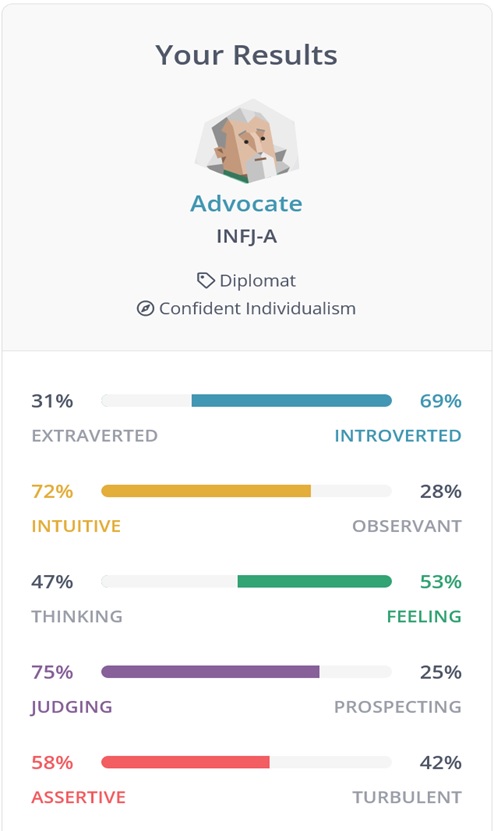 Your Results
Advocate
INFJ-A
Diplomat
Confident Individualism
31% 69%
EXTRAVERTED INTROVERTED
72% 28%
INTUITIVE OBSERVANT
47% 53%
THINKING FEELING
75% 25%
JUDGING PROSPECTING
58% 42%
ASSERTIVE TURBULENT